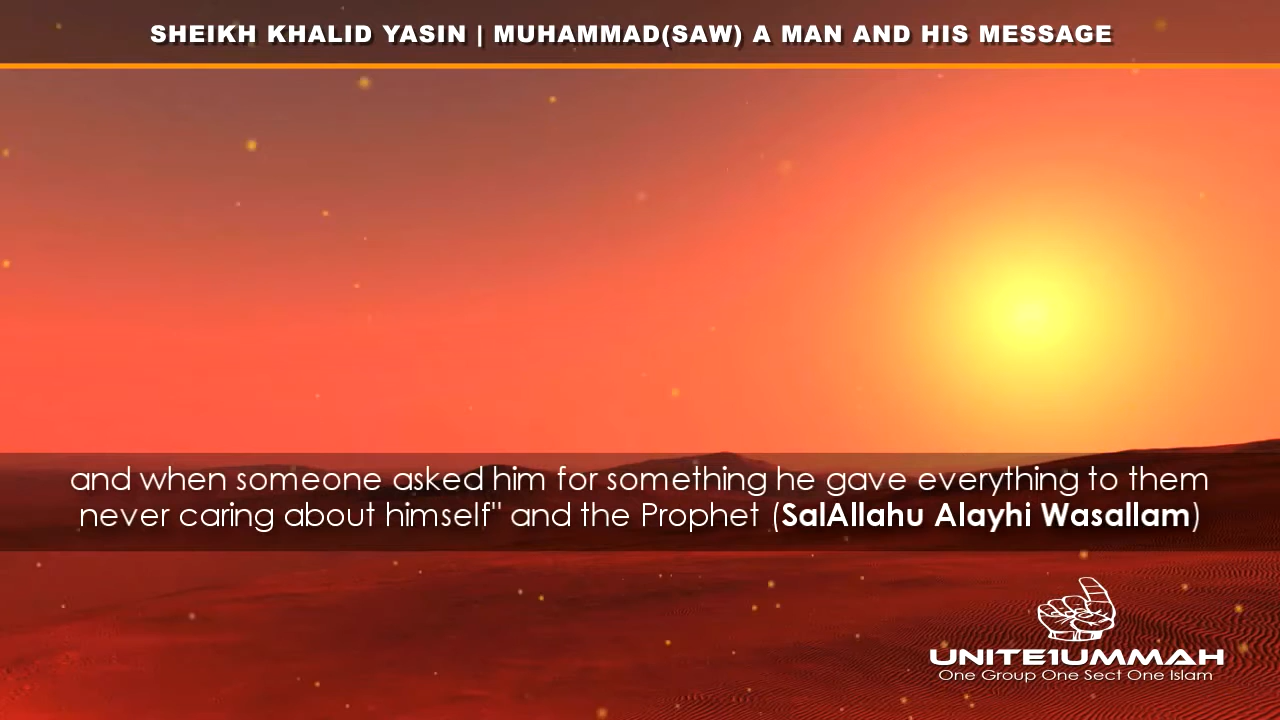 SHEIKH KHALID YASIN | MUHAMMAD(SAW) A MAN AND HIS MESSAGE
and when someone asked him for something he gave everything to them
never caring about himself" and the Prophet (SalAllahu Alayhi Wasallam)
UNITE1UMMAH
One Group One Sect One Islam